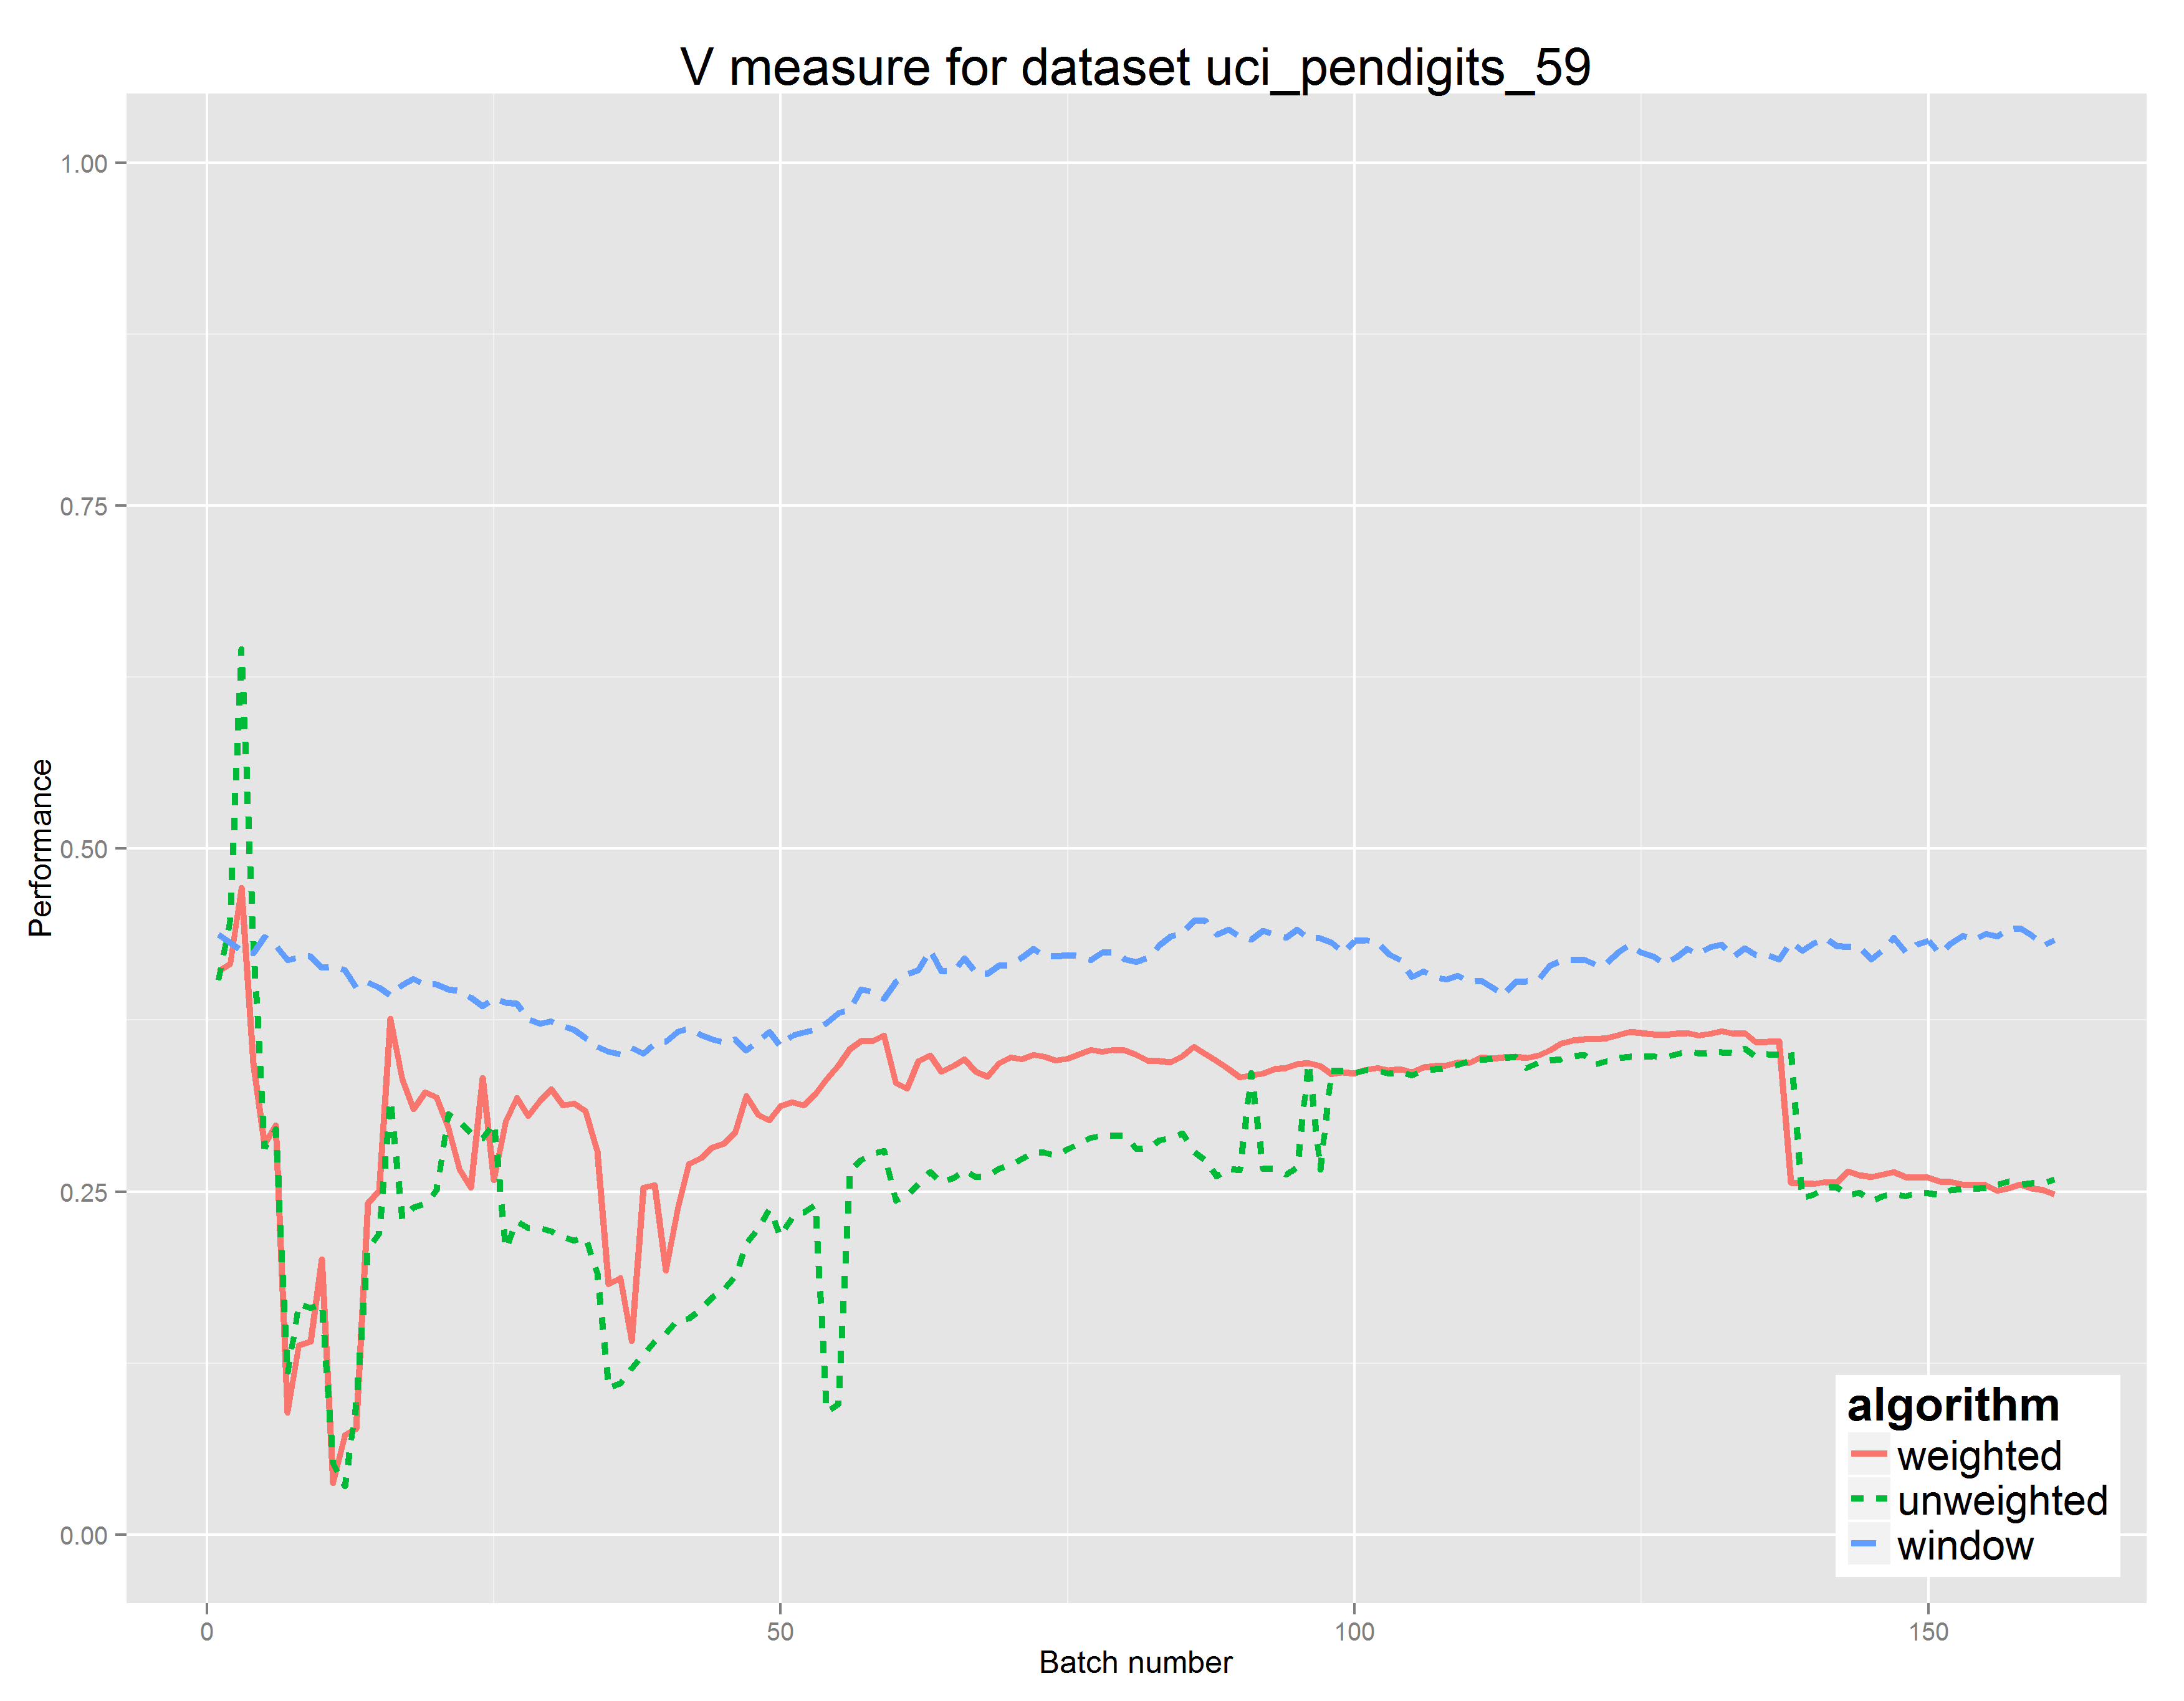 V measure for dataset uci_pendigits_59
Performance
1.00
0.75
0.50
0.25
0.00
0
50
100
150
Batch number
algorithm
weighted
unweighted
window